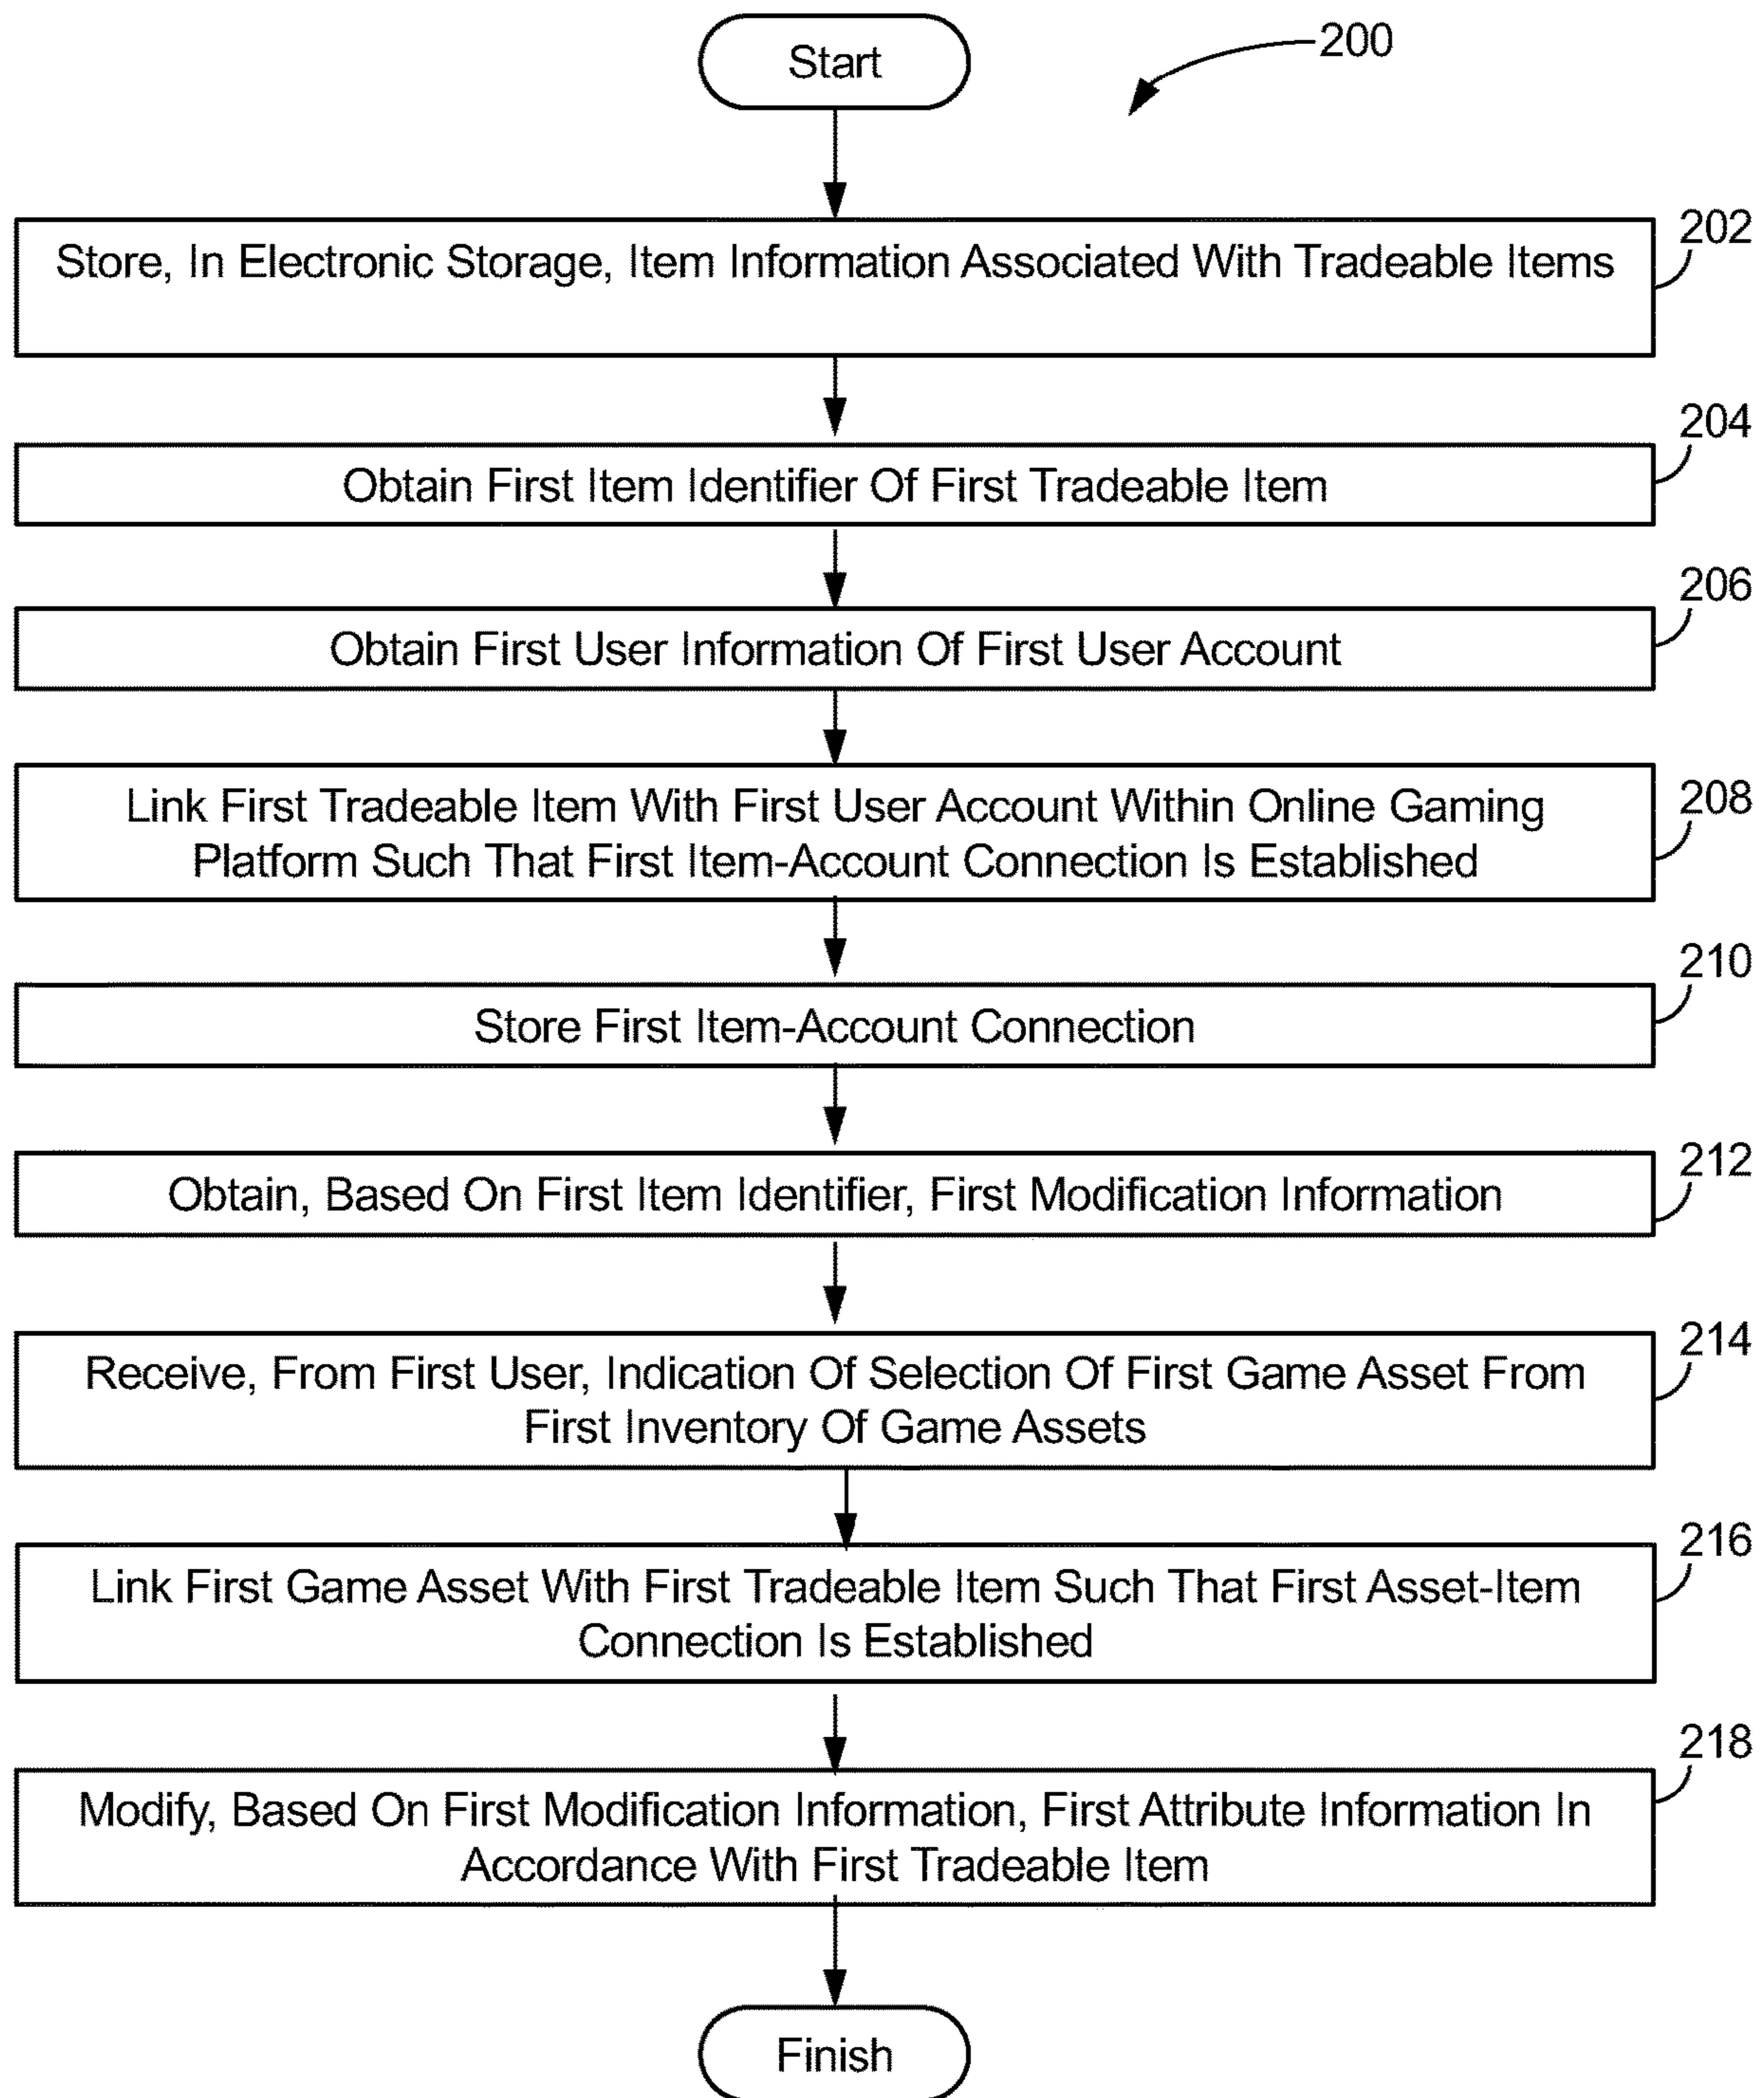 Start
200
202
Store, In Electronic Storage, Item Information Associated With Tradeable Items
204
Obtain First Item Identifier Of First Tradeable Item
206
Obtain First User Information Of First User Account
208
Link First Tradeable Item With First User Account Within Online Gaming
Platform Such That First Item-Account Connection Is Established
210
Store First Item-Account Connection
212
Obtain, Based On First Item Identifier, First Modification Information
214
Receive, From First User, Indication Of Selection Of First Game Asset From
First Inventory Of Game Assets
216
Link First Game Asset With First Tradeable Item Such That First Asset-Item
Connection Is Established
218
Modify, Based On First Modification Information, First Attribute Information In
Accordance With First Tradeable Item
Finish